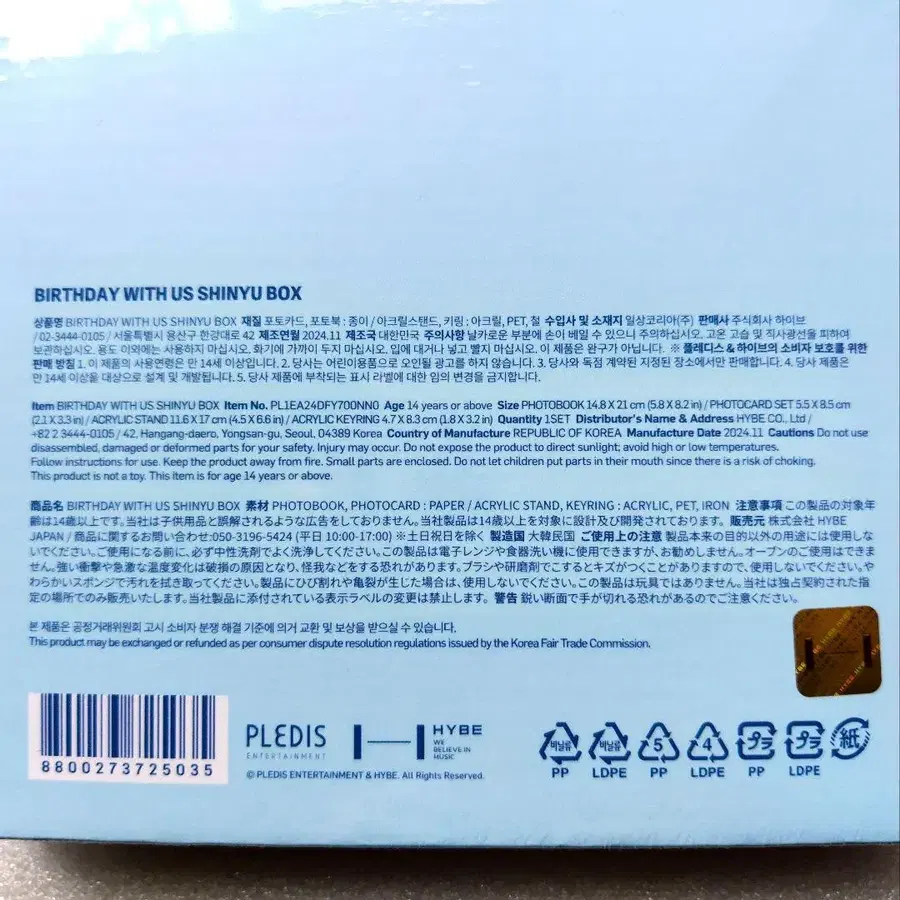 BIRTHDAY WITH US SHINYU BOX
상품명 BIRTHDAY WITH US SHINYU BOX 재질 포토카드, 포토북 : 종이 / 아크릴스탠드, 키링 : 아크릴, PET, 철 수입사 및 소재지 일상코리아(주) 판매사 주식회사 하이브
/ 02-3444-0105 / 서울특별시 용산구 한강대로 42 제조연월 2024.11 제조국 대한민국 주의사항 날카로운 부분에 손이 베일 수 있으니 주의하십시오. 고온 고습 및 직사광선을 피하여
보관하십시오. 용도 이외에는 사용하지 마십시오. 화기에 가까이 두지 마십시오. 입에 대거나 넣고 빨지 마십시오. 이 제품은 완구가 아닙니다. ※ 플레디스 & 하이브의 소비자 보호를 위한
판매 방침 1. 이 제품의 사용연령은 만 14세 이상입니다. 2. 당사는 어린이용품으로 오인될 광고를 하지 않습니다. 3. 당사와 독점 계약된 지정된 장소에서만 판매합니다. 4. 당사 제품은
만 14세 이상을 대상으로 설계 및 개발됩니다. 5. 당사 제품에 부착되는 표시 라벨에 대한 임의 변경을 금지합니다.
Item BIRTHDAY WITH US SHINYU BOX Item No. PL1EA24DFY700NN0 Age 14 years or above Size PHOTOBOOK 14.8 X 21 cm (5.8 X 8.2 in) / PHOTOCARD SET 5.5 X 8.5 cm
(2.1 X 3.3 in) / ACRYLIC STAND 11.6 X 17 cm (4.5 X 6.6 in) / ACRYLIC KEYRING 4.7 X 8.3 cm (1.8 X 3.2 in) Quantity 1SET Distributor's Name & Address HYBE CO., Ltd /
+82 2 3444-0105 / 42, Hangang-daero, Yongsan-gu, Seoul, 04389 Korea Country of Manufacture REPUBLIC OF KOREA Manufacture Date 2024.11 Cautions Do not use
disassembled, damaged or deformed parts for your safety. Injury may occur. Do not expose the product to direct sunlight; avoid high or low temperatures.
Follow instructions for use. Keep the product away from fire. Small parts are enclosed. Do not let children put parts in their mouth since there is a risk of choking.
This product is not a toy. This item is for age 14 years or above.
商品名 BIRTHDAY WITH US SHINYU BOX 素材 PHOTOBOOK, PHOTOCARD : PAPER / ACRYLIC STAND, KEYRING : ACRYLIC, PET, IRON 注意事項 この製品の対象年
齢は14歳以上です。当社は子供用品と誤解されるような広告をしておりません。当社製品は14歳以上を対象に設計及び開発されております。 販売元 株式会社 HYBE
JAPAN / 商品に関するお問い合わせ:050-3196-5424 (平日 10:00-17:00) ※土日祝日を除く 製造国 大韓民国 ご使用上の注意 製品本来の目的以外の用途には使用しな
いでください。ご使用になる前に、必ず中性洗剤でよく洗浄してください。この製品は電子レンジや食器洗い機に使用できますが、お勧めしません。オーブンのご使用はできま
せん。強い衝撃や急激な温度変化は破損の原因となり、怪我などをする恐れがあります。ブラシや研磨剤でこするとキズがつくことがありますので、使用しないでください。や
わらかいスポンジで汚れを拭き取ってください。製品にひび割れや亀裂が生じた場合は、使用しないでください。この製品は玩具ではありません。当社は独占契約された指
定の場所でのみ販売いたします。当社製品に添付されている表示ラベルの変更は禁止します。 警告 鋭い断面で手が切れる恐れがあるのでご注意ください。
본 제품은 공정거래위원회 고시 소비자 분쟁 해결 기준에 의거 교환 및 보상을 받으실 수 있습니다.
This product may be exchanged or refunded as per consumer dispute resolution regulations issued by the Korea Fair Trade Commission.
8800273725035
PLEDIS
ENTERTAINMENT
HYBE
WE
BELIEVE IN
MUSIC
© PLEDIS ENTERTAINMENT & HYBE. All Rights Reserved.
비닐류 비닐류 5 4 プラ プラ 紙
PP LDPE PP LDPE PP LDPE